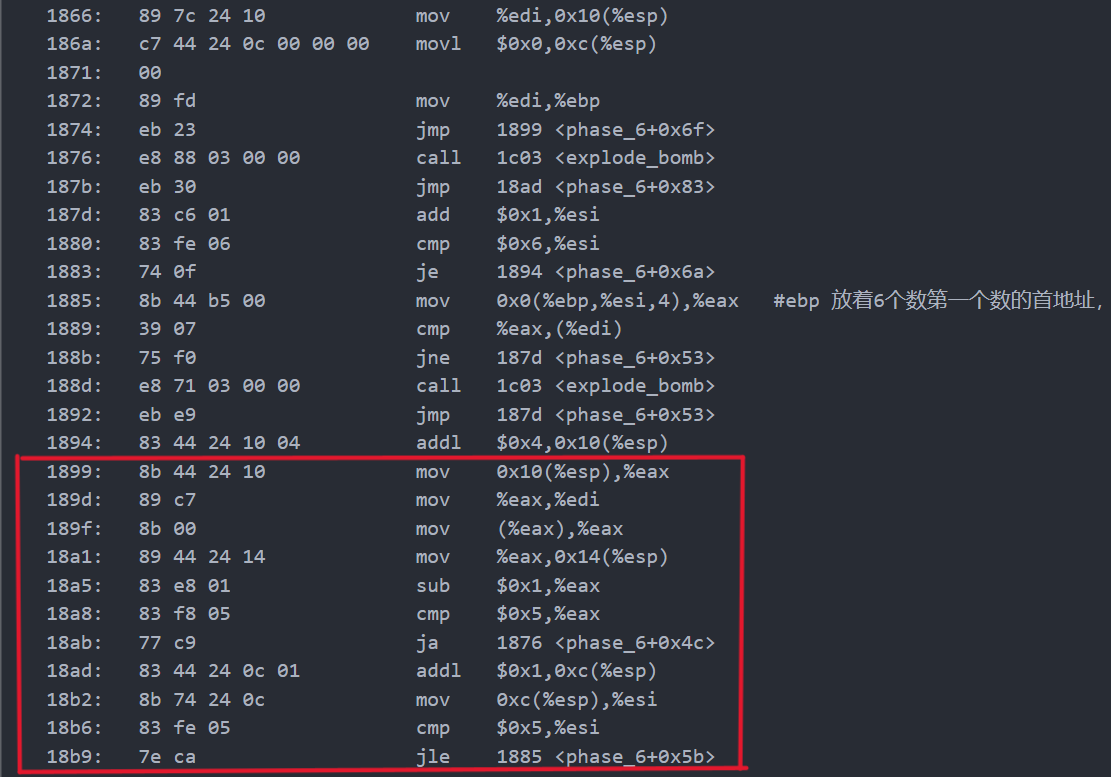 1866: 89 7c 24 10 mov %edi,0x10(%esp)
186a: c7 44 24 0c 00 00 00 movl $0x0,0xc(%esp)
1871: 00
1872: 89 fd mov %edi,%ebp
1874: eb 23 jmp 1899 <phase_6+0x6f>
1876: e8 88 03 00 00 call 1c03 <explode_bomb>
187b: eb 30 jmp 18ad <phase_6+0x83>
187d: 83 c6 01 add $0x1,%esi
1880: 83 fe 06 cmp $0x6,%esi
1883: 74 0f je 1894 <phase_6+0x6a>
1885: 8b 44 b5 00 mov 0x0(%ebp,%esi,4),%eax #ebp 放着6个数第一个数的首地址,
1889: 39 07 cmp %eax,(%edi)
188b: 75 f0 jne 187d <phase_6+0x53>
188d: e8 71 03 00 00 call 1c03 <explode_bomb>
1892: eb e9 jmp 187d <phase_6+0x53>
1894: 83 44 24 10 04 addl $0x4,0x10(%esp)
1899: 8b 44 24 10 mov 0x10(%esp),%eax
189d: 89 c7 mov %eax,%edi
189f: 8b 00 mov (%eax),%eax
18a1: 89 44 24 14 mov %eax,0x14(%esp)
18a5: 83 e8 01 sub $0x1,%eax
18a8: 83 f8 05 cmp $0x5,%eax
18ab: 77 c9 ja 1876 <phase_6+0x4c>
18ad: 83 44 24 0c 01 addl $0x1,0xc(%esp)
18b2: 8b 74 24 0c mov 0xc(%esp),%esi
18b6: 83 fe 05 cmp $0x5,%esi
18b9: 7e ca jle 1885 <phase_6+0x5b>